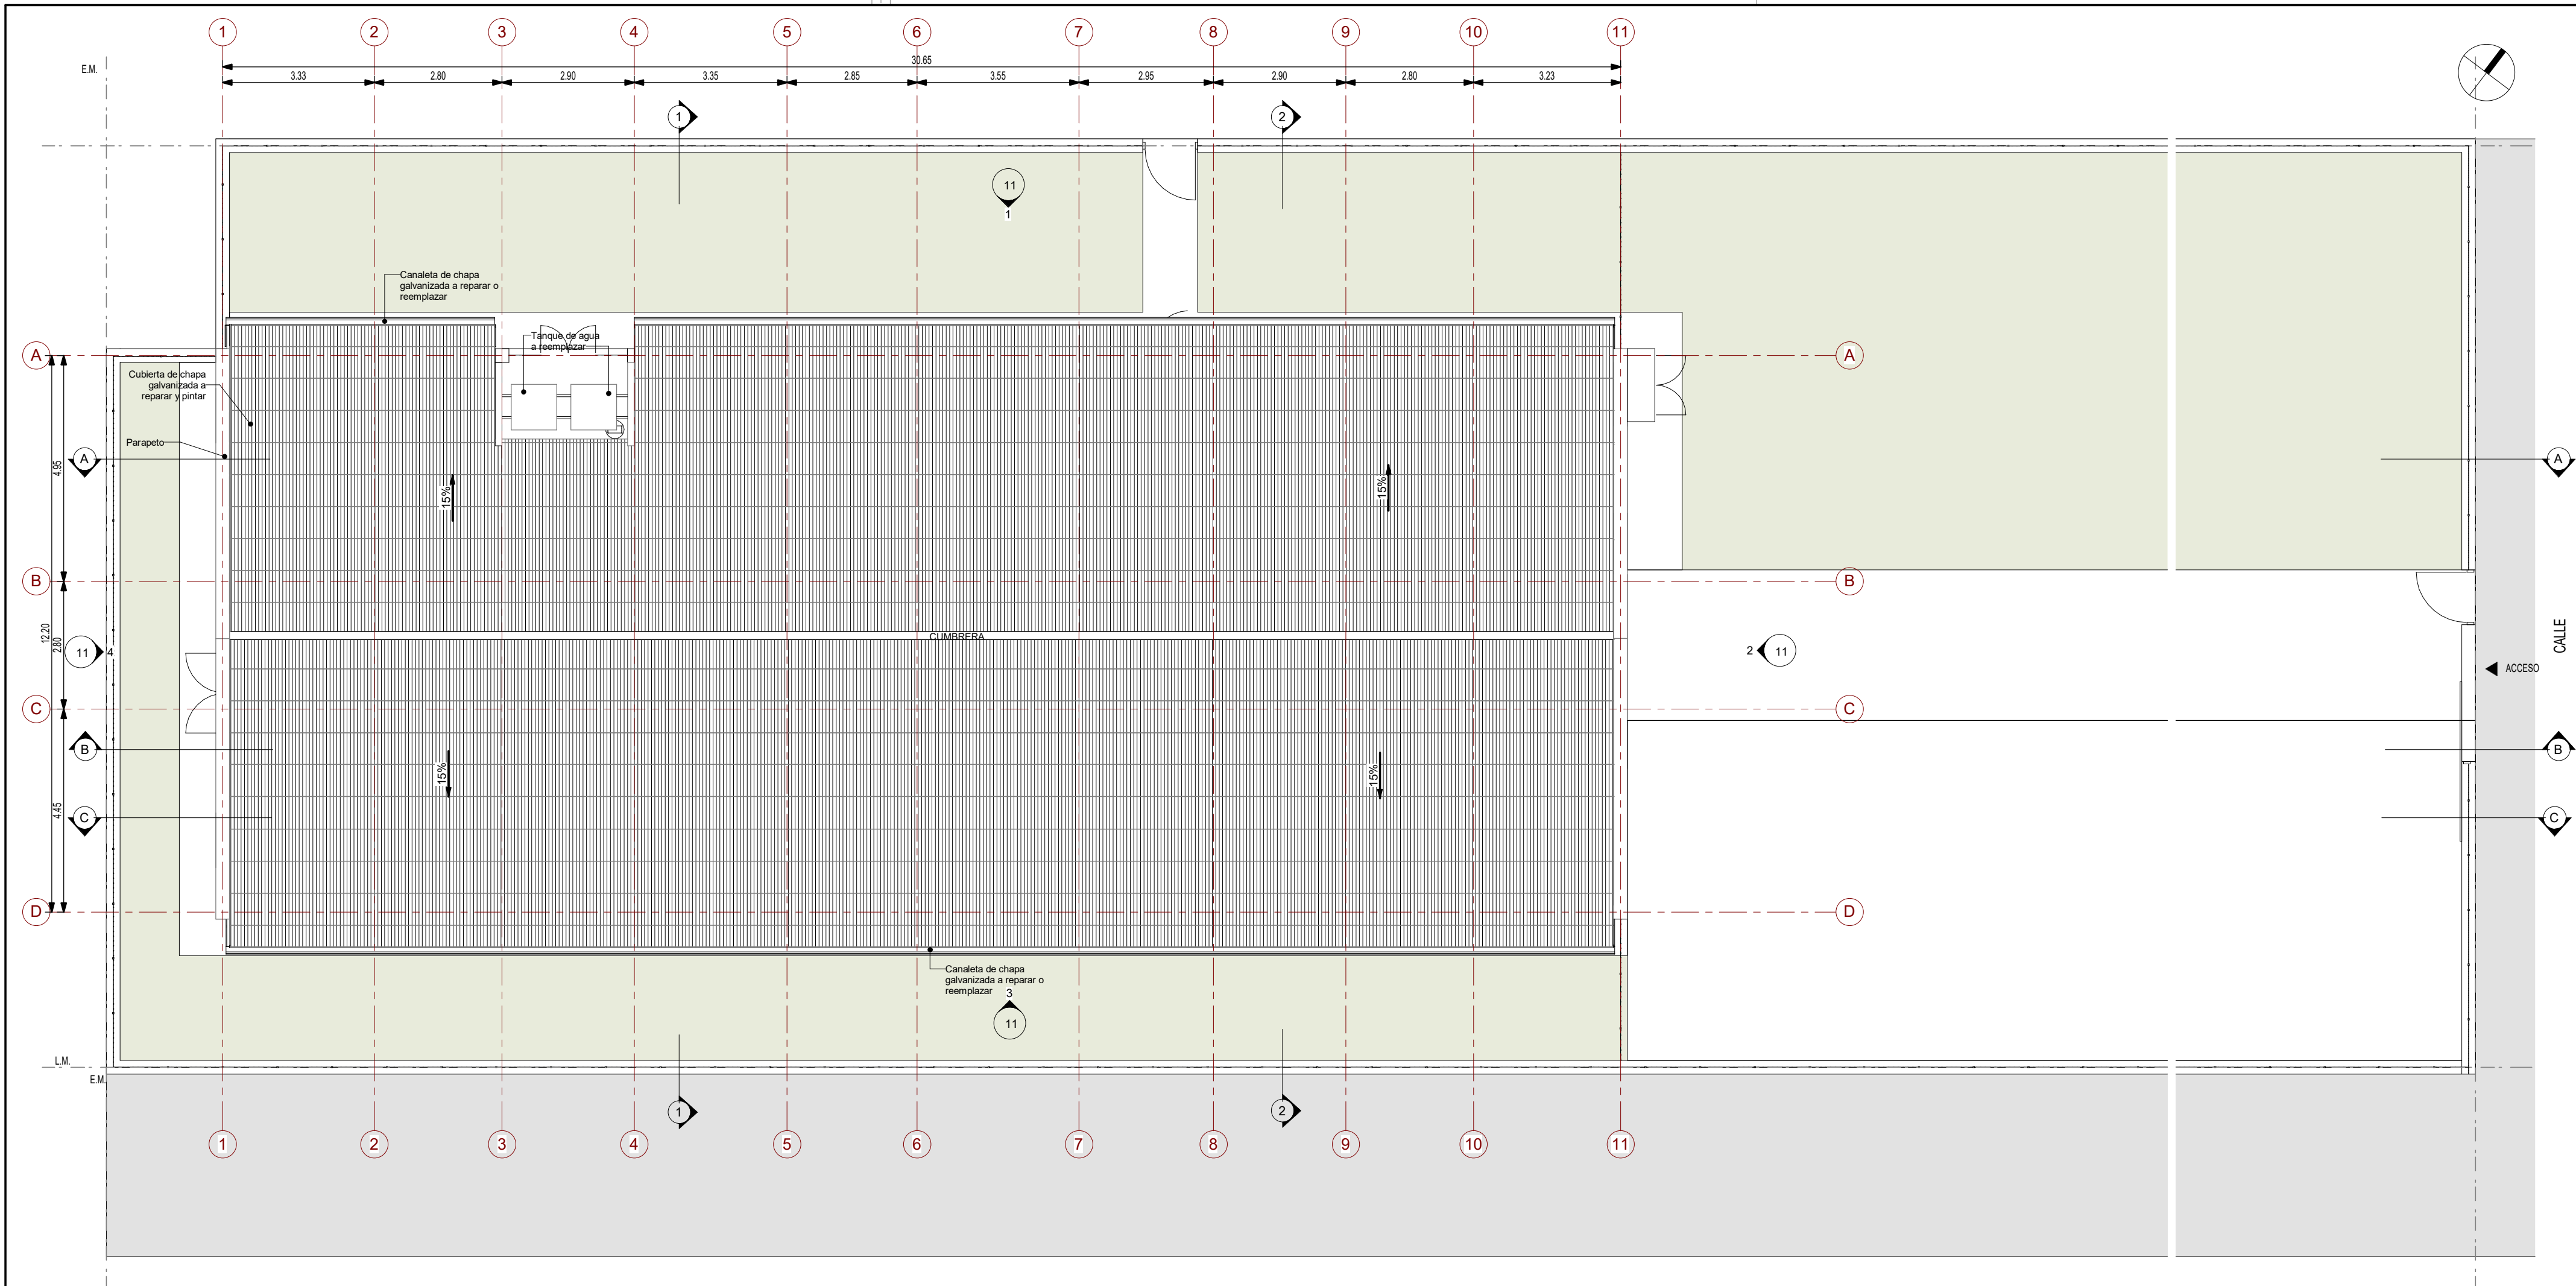 1 2 3 4 5 6 7 8 9 10 11
E.M.
30.65
3.33 2.80 2.90 3.35 2.85 3.55 2.95 2.90 2.80 3.23
1 2
11
1
Canaleta de chapa
galvanizada a reparar o
reemplazar
Tanque de agua
a reemplazar
A A
Cubierta de chapa
galvanizada a
reparar y pintar
Parapeto
A A
4.95
15% 15%
B B
12.20
2.80
CUMBRERA
11 4
2 11
CALLE
ACCESO
C C
B B
15% 15%
4.45
C C
D D
Canaleta de chapa
galvanizada a reparar o
reemplazar
3
11
L.M.
E.M.
1 2
1 2 3 4 5 6 7 8 9 10 11